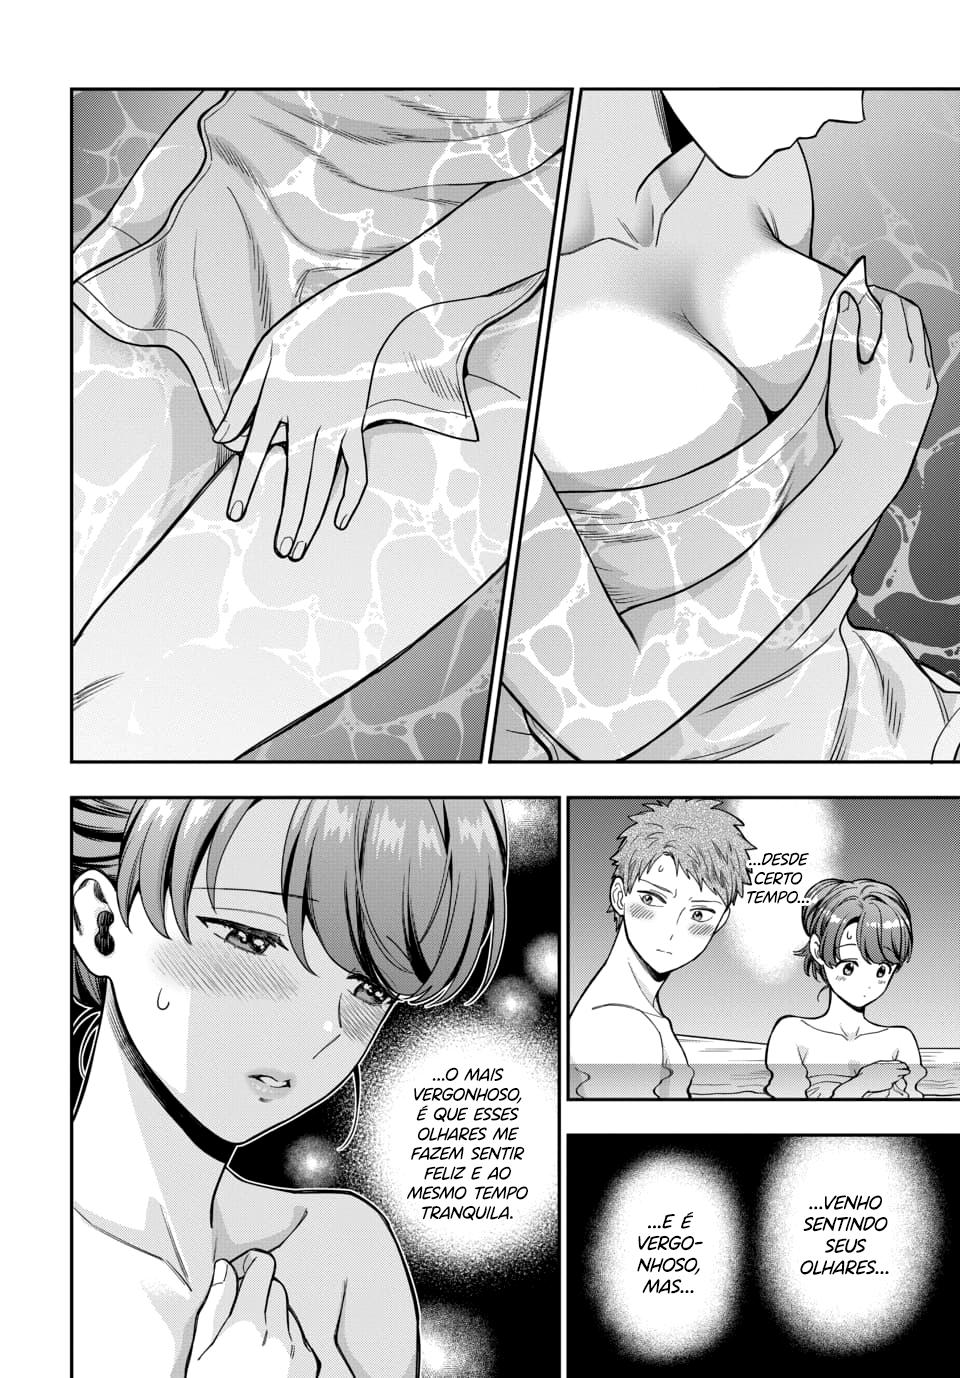 ...DESDE
CERTO
TEMPO...
...VENHO
SENTINDO
SEUS
OLHARES...
...E É
VERGO-
NHOSO,
MAS...
...O MAIS
VERGONHOSO,
É QUE ESSES
OLHARES ME
FAZEM SENTIR
FELIZ E AO
MESMO TEMPO
TRANQUILA.